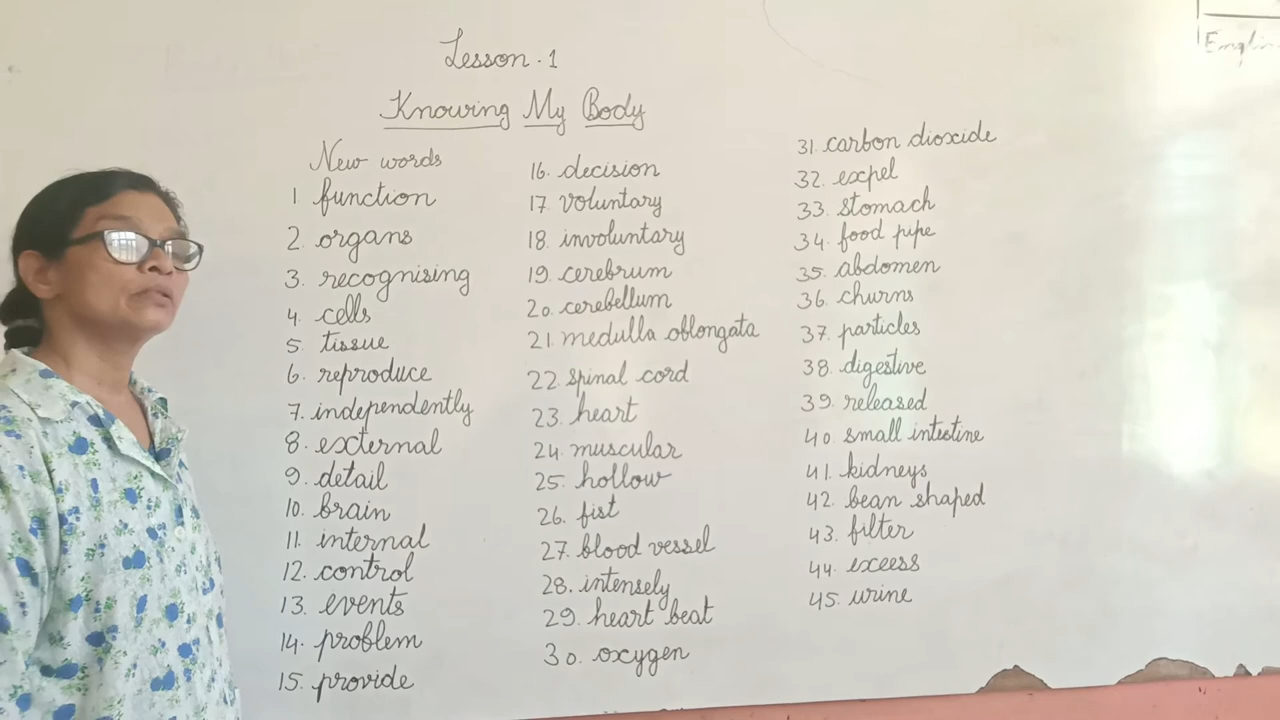 Lesson. 1
Knowing My Body
New words
1 function
2. organs
3. recognising
4. cells
5. tissue
6. reproduce
7. independently
8. external
9. detail
10. brain
11. internal
12. control
13. events
14. problem
15. provide
16. decision
17. voluntary
18. involuntary
19. cerebrum
20. cerebellum
21. medulla oblongata
22. spinal cord
23. heart
24. muscular
25. hollow
26. fist
27. blood vessel
28. intensely
29. heart beat
30. oxygen
31. carbon dioxide
32. expel
33. stomach
34. food pipe
35. abdomen
36. churns
37. particles
38. digestive
39. released
40. small intestine
41. kidneys
42. bean shaped
43. filter
44. excess
45. urine